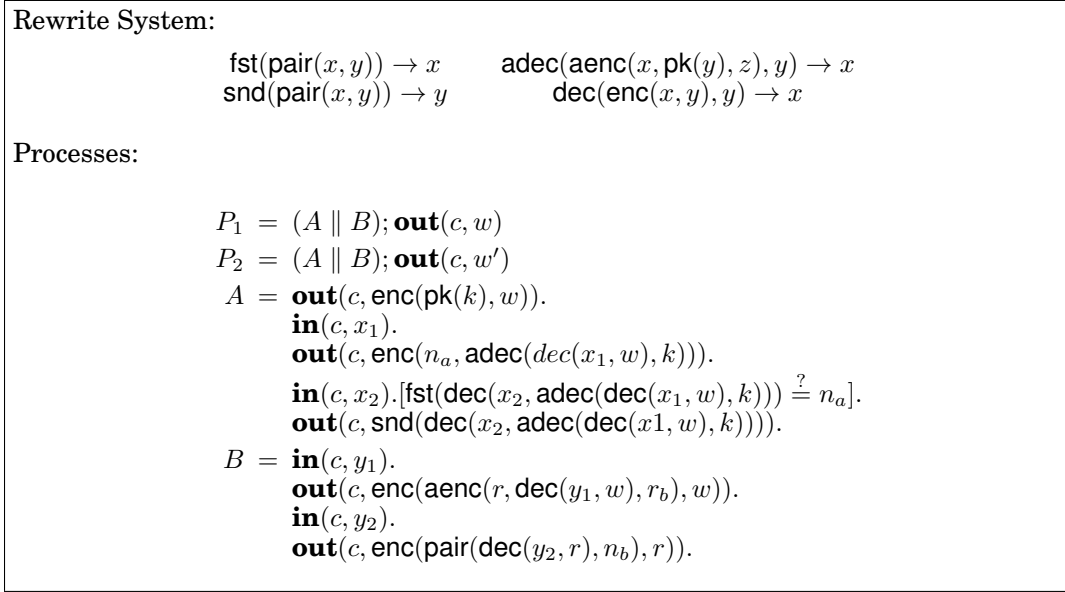 Rewrite System:
fst(pair(x, y)) → x    adec(aenc(x, pk(y), z), y) → x
snd(pair(x, y)) → y    dec(enc(x, y), y) → x
Processes:
P₁ = (A ∥ B); out(c, w)
P₂ = (A ∥ B); out(c, w′)
A = out(c, enc(pk(k), w)).
in(c, x₁).
out(c, enc(nₐ, adec(dec(x₁, w), k))).
in(c, x₂).[fst(dec(x₂, adec(dec(x₁, w), k))) ≟ nₐ].
out(c, snd(dec(x₂, adec(dec(x1, w), k)))).
B = in(c, y₁).
out(c, enc(aenc(r, dec(y₁, w), r_b), w)).
in(c, y₂).
out(c, enc(pair(dec(y₂, r), n_b), r)).